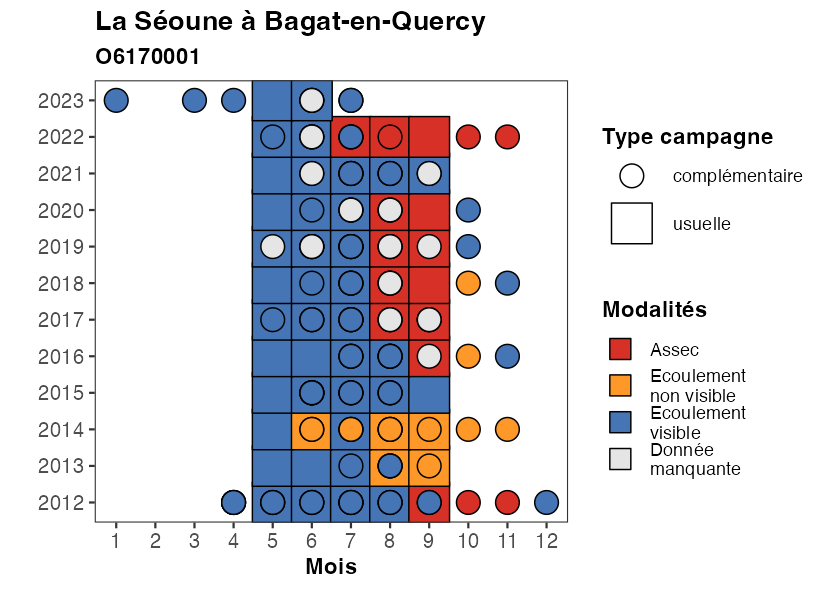 La Séoune à Bagat-en-Quercy
O6170001
2023
2022
2021
2020
2019
2018
2017
2016
2015
2014
2013
2012
1 2 3 4 5 6 7 8 9 10 11 12
Mois
Type campagne
complémentaire
usuelle
Modalités
Assec
Ecoulement
non visible
Ecoulement
visible
Donnée
manquante